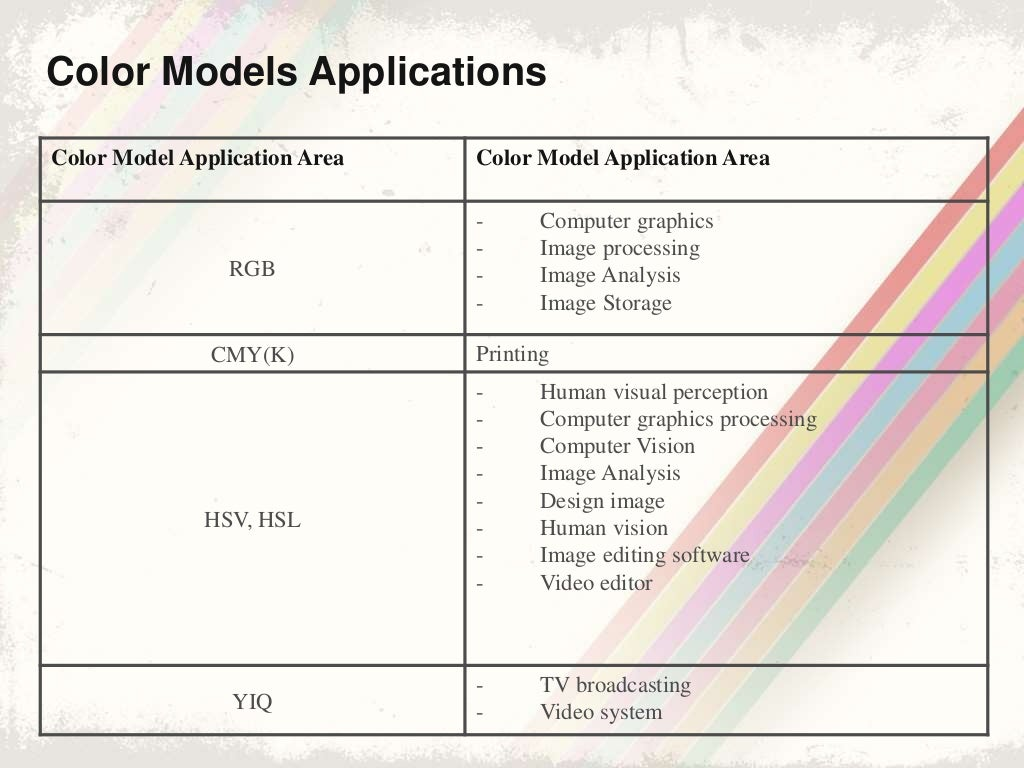 Color Models Applications
Color Model Application Area
Color Model Application Area
RGB
- Computer graphics
- Image processing
- Image Analysis
- Image Storage
CMY(K)
Printing
HSV, HSL
- Human visual perception
- Computer graphics processing
- Computer Vision
- Image Analysis
- Design image
- Human vision
- Image editing software
- Video editor
YIQ
- TV broadcasting
- Video system